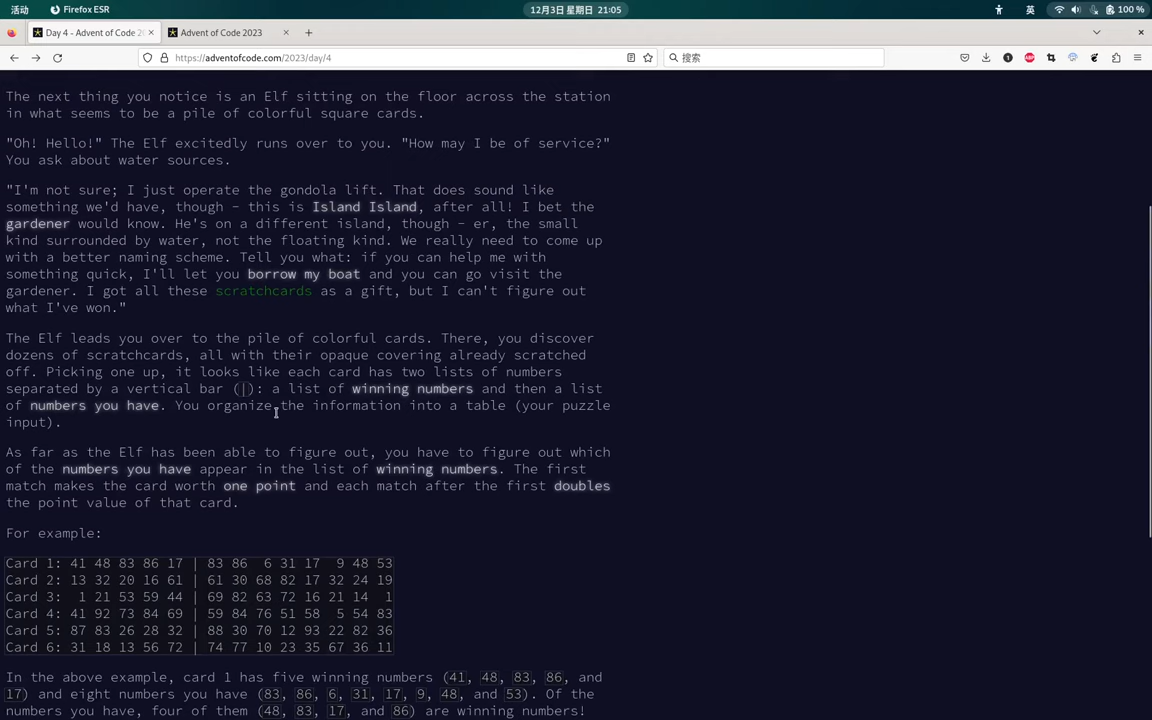 活动 Firefox ESR 12月3日 星期日 21:05 英 100 %
Day 4 - Advent of Code 20 Advent of Code 2023
https://adventofcode.com/2023/day/4 搜索 1 ABP
The next thing you notice is an Elf sitting on the floor across the station
in what seems to be a pile of colorful square cards.
"Oh! Hello!" The Elf excitedly runs over to you. "How may I be of service?"
You ask about water sources.
"I'm not sure; I just operate the gondola lift. That does sound like
something we'd have, though - this is Island Island, after all! I bet the
gardener would know. He's on a different island, though - er, the small
kind surrounded by water, not the floating kind. We really need to come up
with a better naming scheme. Tell you what: if you can help me with
something quick, I'll let you borrow my boat and you can go visit the
gardener. I got all these scratchcards as a gift, but I can't figure out
what I've won."
The Elf leads you over to the pile of colorful cards. There, you discover
dozens of scratchcards, all with their opaque covering already scratched
off. Picking one up, it looks like each card has two lists of numbers
separated by a vertical bar (|): a list of winning numbers and then a list
of numbers you have. You organize the information into a table (your puzzle
input).
As far as the Elf has been able to figure out, you have to figure out which
of the numbers you have appear in the list of winning numbers. The first
match makes the card worth one point and each match after the first doubles
the point value of that card.
For example:
Card 1: 41 48 83 86 17 | 83 86  6 31 17  9 48 53
Card 2: 13 32 20 16 61 | 61 30 68 82 17 32 24 19
Card 3:  1 21 53 59 44 | 69 82 63 72 16 21 14  1
Card 4: 41 92 73 84 69 | 59 84 76 51 58  5 54 83
Card 5: 87 83 26 28 32 | 88 30 70 12 93 22 82 36
Card 6: 31 18 13 56 72 | 74 77 10 23 35 67 36 11
In the above example, card 1 has five winning numbers (41, 48, 83, 86, and
17) and eight numbers you have (83, 86, 6, 31, 17, 9, 48, and 53). Of the
numbers you have, four of them (48, 83, 17, and 86) are winning numbers!